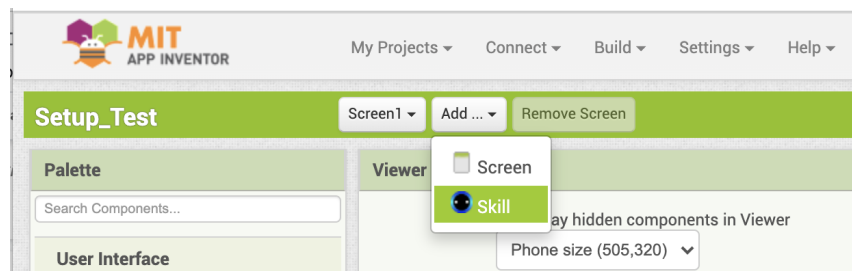 MIT
APP INVENTOR
My Projects
Connect
Build
Settings
Help
Setup_Test
Screen1
Add ...
Remove Screen
Palette
Viewer
Screen
Skill
Search Components...
ay hidden components in Viewer
Phone size (505,320)
User Interface